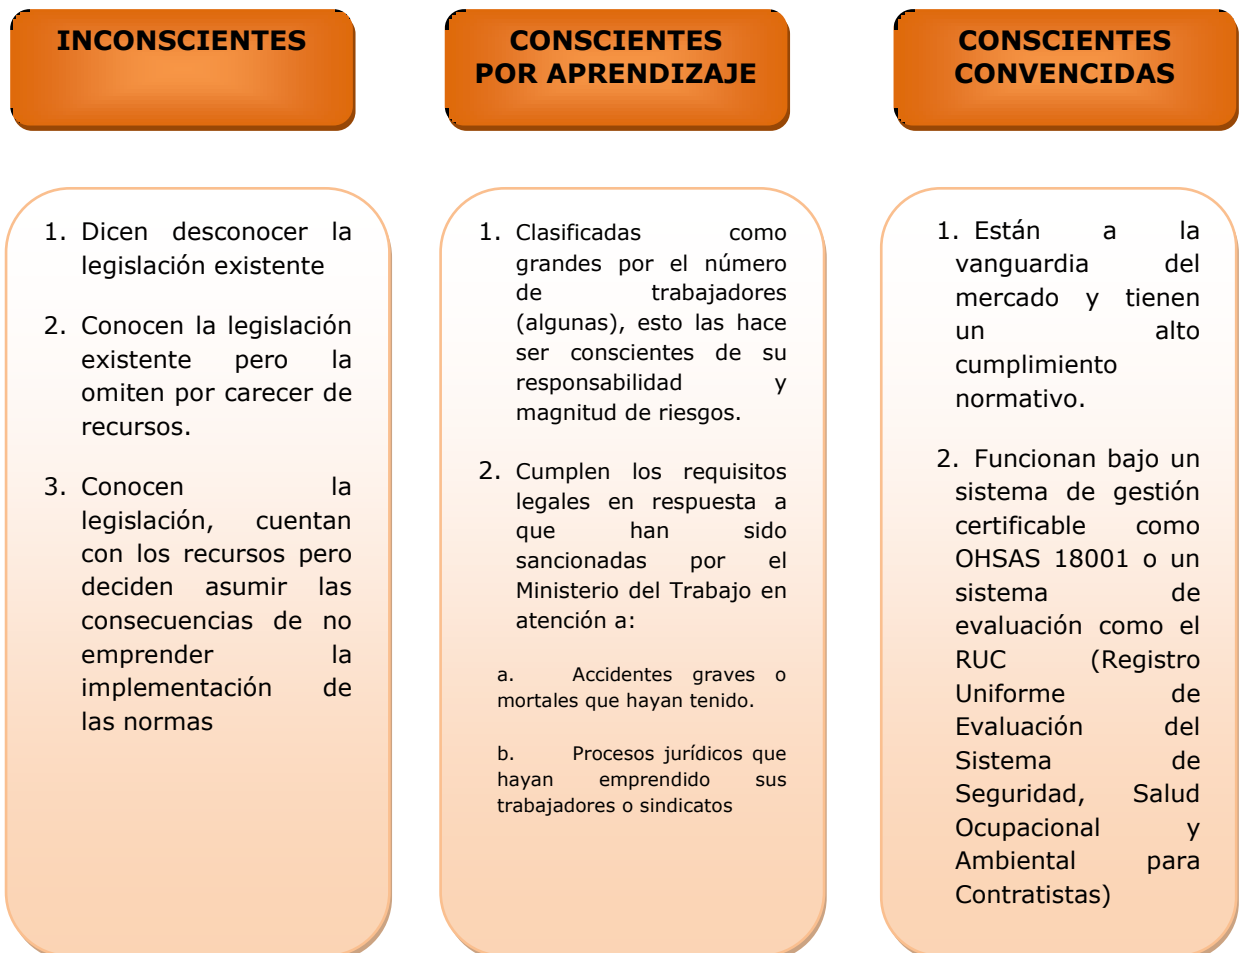 INCONSCIENTES
1. Dicen desconocer la
legislación existente
2. Conocen la legislación
existente pero la
omiten por carecer de
recursos.
3. Conocen la
legislación, cuentan
con los recursos pero
deciden asumir las
consecuencias de no
emprender la
implementación de
las normas
CONSCIENTES
POR APRENDIZAJE
1. Clasificadas como
grandes por el número
de trabajadores
(algunas), esto las hace
ser conscientes de su
responsabilidad y
magnitud de riesgos.
2. Cumplen los requisitos
legales en respuesta a
que han sido
sancionadas por el
Ministerio del Trabajo en
atención a:
a. Accidentes graves o
mortales que hayan tenido.
b. Procesos jurídicos que
hayan emprendido sus
trabajadores o sindicatos
CONSCIENTES
CONVENCIDAS
1. Están a la
vanguardia del
mercado y tienen
un alto
cumplimiento
normativo.
2. Funcionan bajo un
sistema de gestión
certificable como
OHSAS 18001 o un
sistema de
evaluación como el
RUC (Registro
Uniforme de
Evaluación del
Sistema de
Seguridad, Salud
Ocupacional y
Ambiental para
Contratistas)